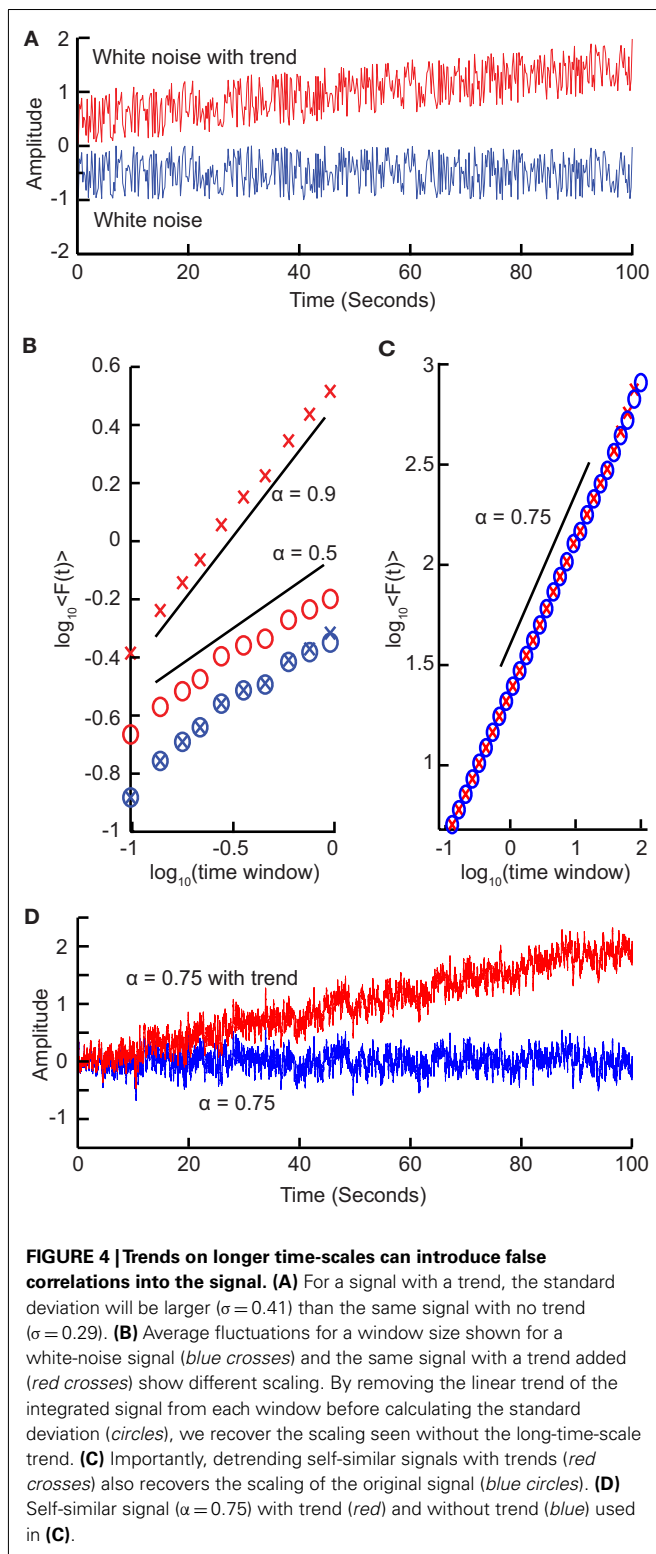 A
2
White noise with trend
1
0
-1
White noise
-2
Amplitude
0 20 40 60 80 100
Time (Seconds)
B
0.6
0.4
0.2
0
-0.2
-0.4
-0.6
-0.8
-1
log10<F(t)>
α = 0.9
α = 0.5
-1 -0.5 0
log10(time window)
C
3
2.5
2
1.5
1
log10<F(t)>
α = 0.75
-1 0 1 2
log10(time window)
D
2
1
0
-1
Amplitude
α = 0.75 with trend
α = 0.75
0 20 40 60 80 100
Time (Seconds)
FIGURE 4 | Trends on longer time-scales can introduce false
correlations into the signal. (A) For a signal with a trend, the standard
deviation will be larger (σ = 0.41) than the same signal with no trend
(σ = 0.29). (B) Average fluctuations for a window size shown for a
white-noise signal (blue crosses) and the same signal with a trend added
(red crosses) show different scaling. By removing the linear trend of the
integrated signal from each window before calculating the standard
deviation (circles), we recover the scaling seen without the long-time-scale
trend. (C) Importantly, detrending self-similar signals with trends (red
crosses) also recovers the scaling of the original signal (blue circles). (D)
Self-similar signal (α = 0.75) with trend (red) and without trend (blue) used
in (C).